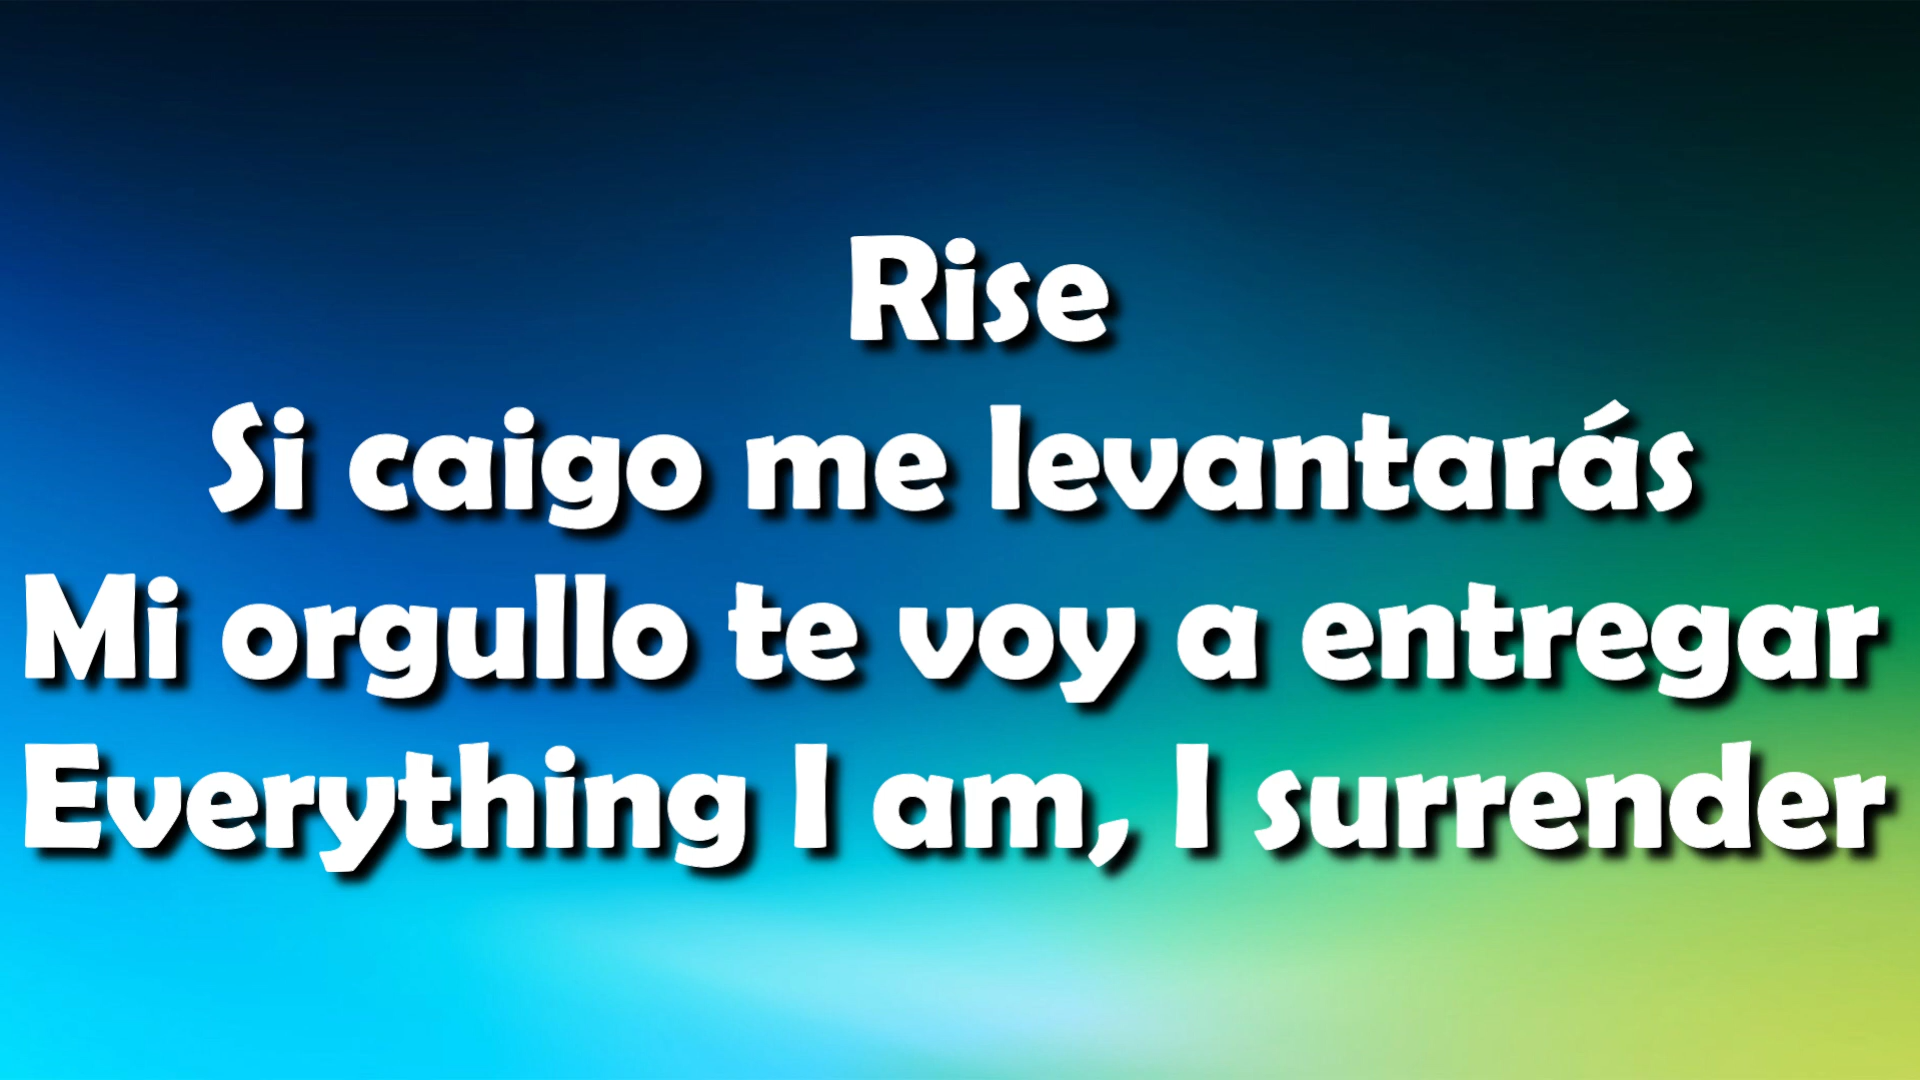 Rise
Si caigo me levantarás
Mi orgullo te voy a entregar
Everything I am, I surrender